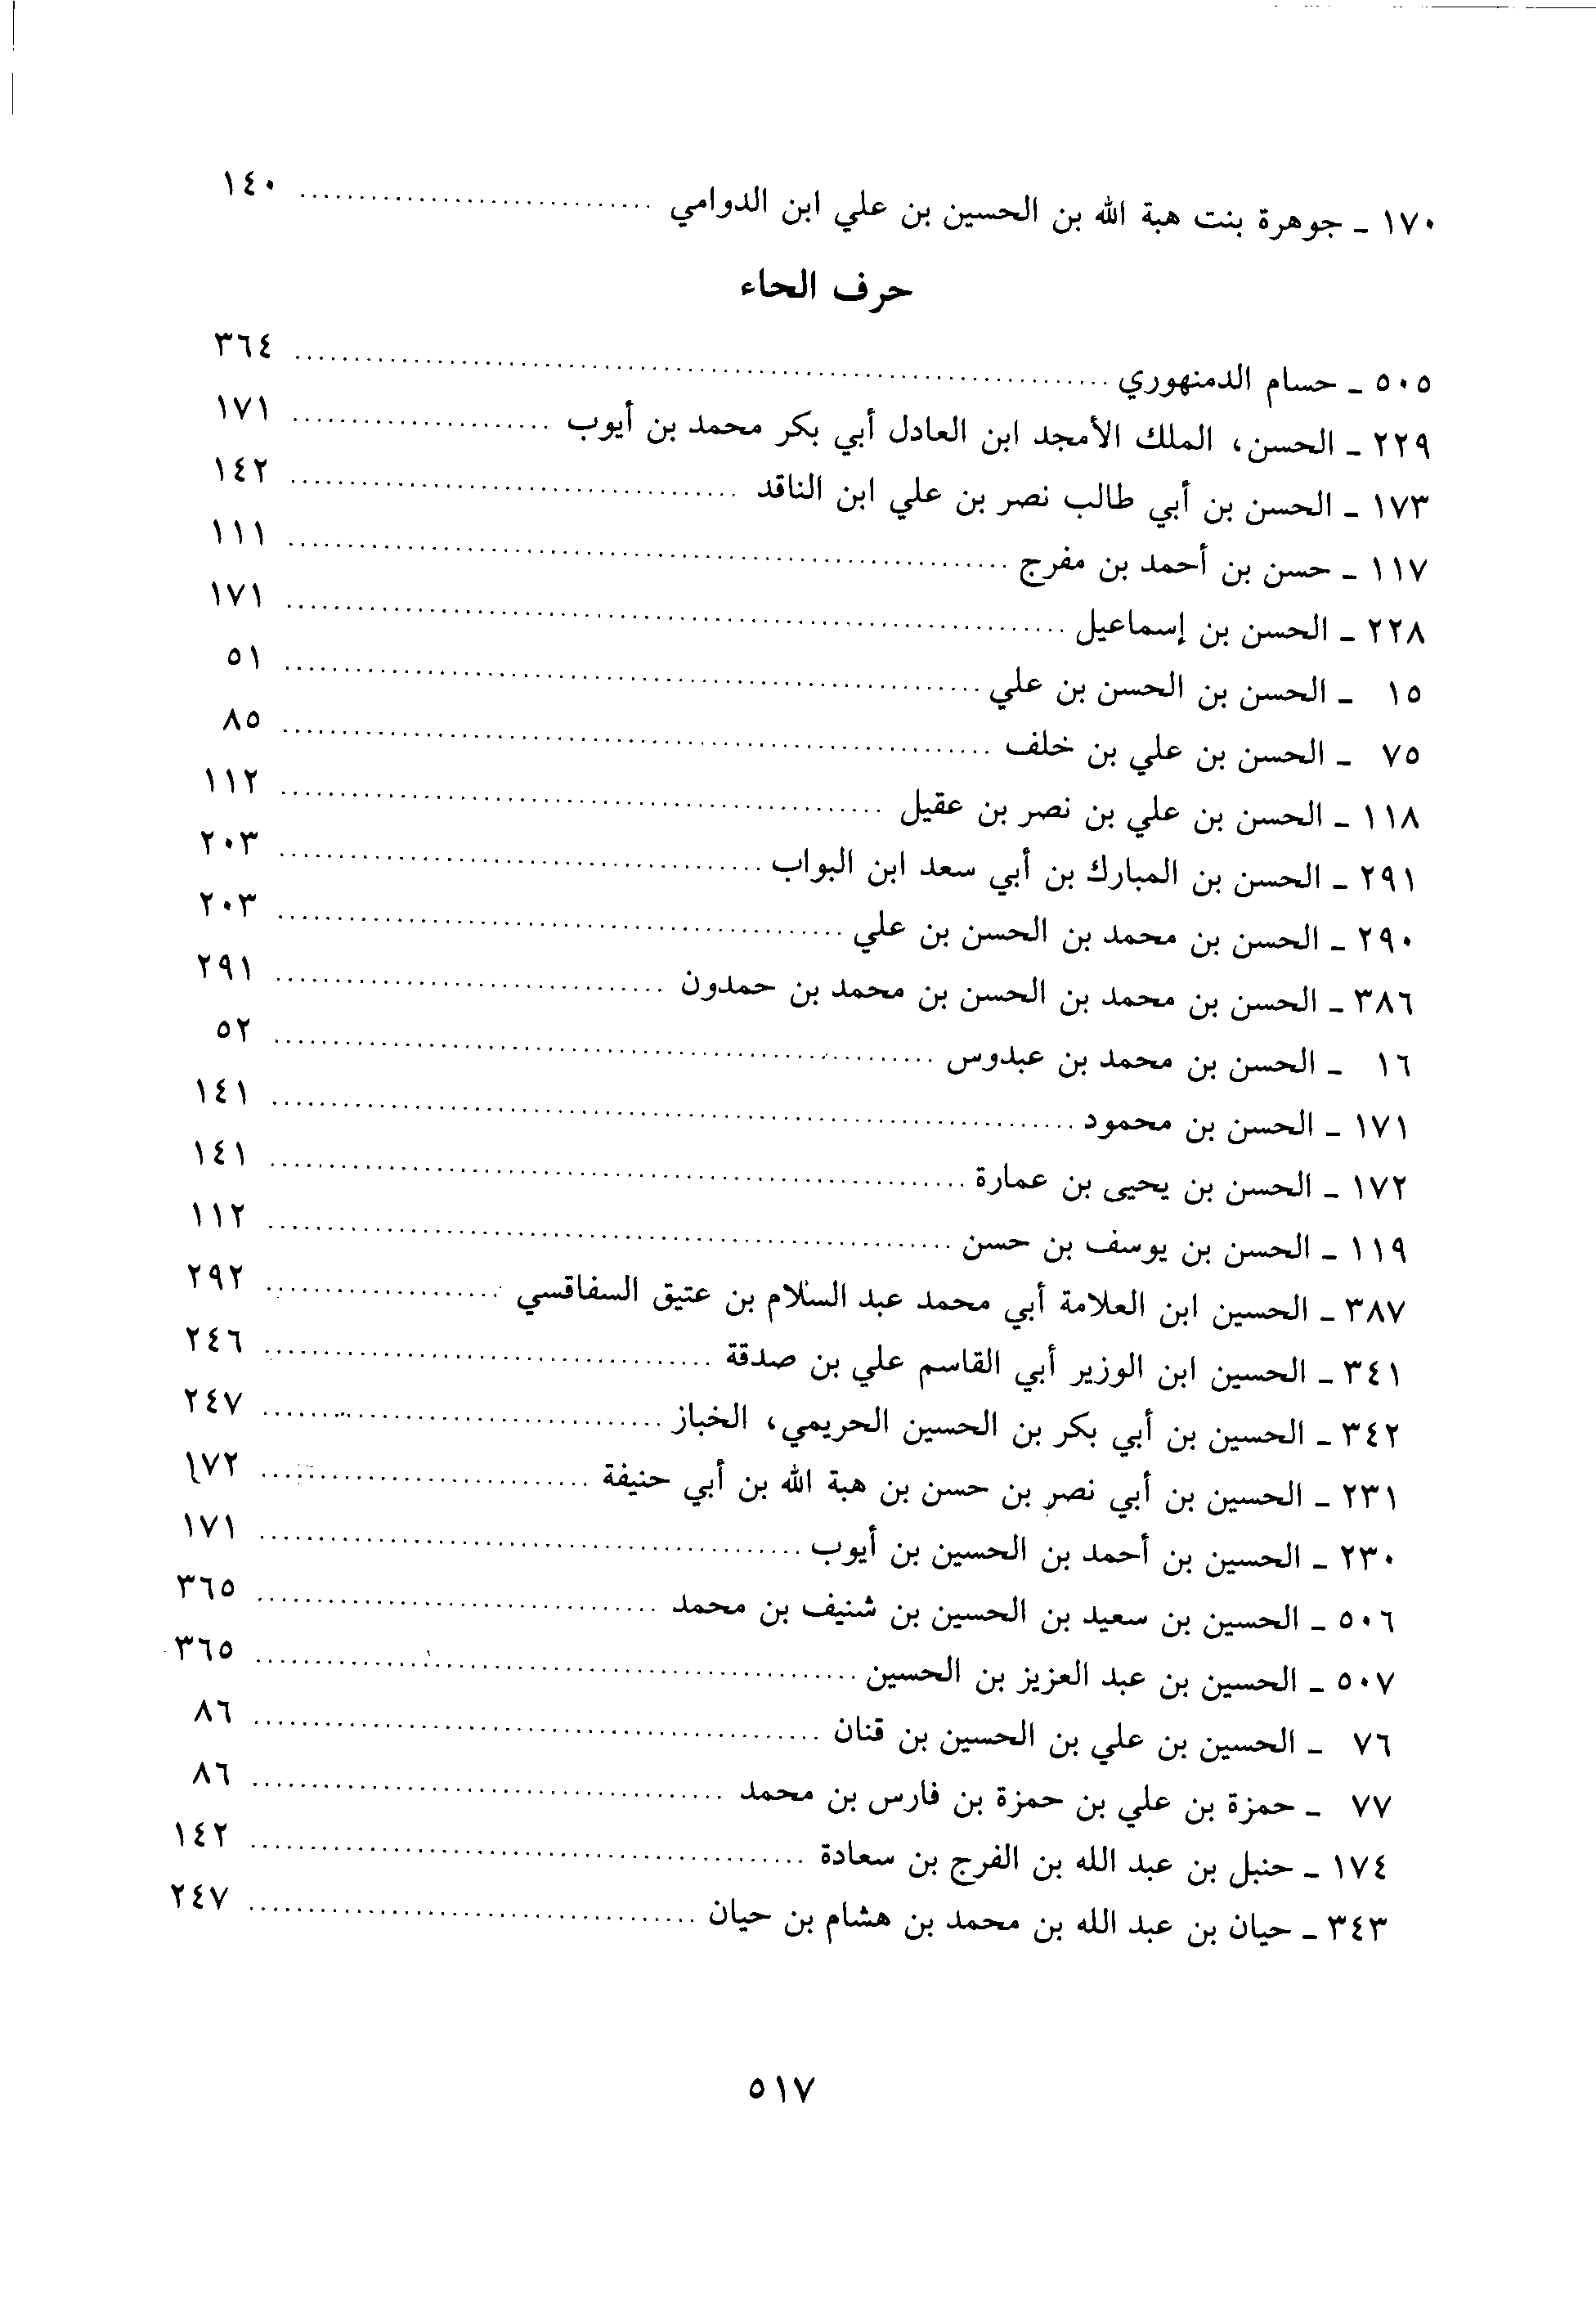 ١٧٠ ـ جوهرة بنت هبة الله بن الحسين بن علي ابن الدوامي ........ ١٤٠
حرف الحاء
٥٠٥ ـ حسام الدمنهوري ........ ٣٦٤
٢٢٩ ـ الحسن، الملك الأمجد ابن العادل أبي بكر محمد بن أيوب ........ ١٧١
١٧٣ ـ الحسن بن أبي طالب نصر بن علي ابن الناقد ........ ١٤٢
١١٧ ـ حسن بن أحمد بن مفرج ........ ١١١
٢٢٨ ـ الحسن بن إسماعيل ........ ١٧١
١٥ ـ الحسن بن الحسن بن علي ........ ٥١
٧٥ ـ الحسن بن علي بن خلف ........ ٨٥
١١٨ ـ الحسن بن علي بن نصر بن عقيل ........ ١١٢
٢٩١ ـ الحسن بن المبارك بن أبي سعد ابن البواب ........ ٢٠٣
٢٩٠ ـ الحسن بن محمد بن الحسن بن علي ........ ٢٠٣
٣٨٦ ـ الحسن بن محمد بن الحسن بن محمد بن حمدون ........ ٢٩١
١٦ ـ الحسن بن محمد بن عبدوس ........ ٥٢
١٧١ ـ الحسن بن محمود ........ ١٤١
١٧٢ ـ الحسن بن يحيى بن عمارة ........ ١٤١
١١٩ ـ الحسن بن يوسف بن حسن ........ ١١٢
٣٨٧ ـ الحسين ابن العلامة أبي محمد عبد السلام بن عتيق السفاقسي ........ ٢٩٢
٣٤١ ـ الحسين ابن الوزير أبي القاسم علي بن صدقة ........ ٢٤٦
٣٤٢ ـ الحسين بن أبي بكر بن الحسين الحريمي، الخباز ........ ٢٤٧
٢٣١ ـ الحسين بن أبي نصر بن حسن بن هبة الله بن أبي حنيفة ........ ١٧٢
٢٣٠ ـ الحسين بن أحمد بن الحسين بن أيوب ........ ١٧١
٥٠٦ ـ الحسين بن سعيد بن الحسين بن شنيف بن محمد ........ ٣٦٥
٥٠٧ ـ الحسين بن عبد العزيز بن الحسين ........ ٣٦٥
٧٦ ـ الحسين بن علي بن الحسين بن قنان ........ ٨٦
٧٧ ـ حمزة بن علي بن حمزة بن فارس بن محمد ........ ٨٦
١٧٤ ـ حنبل بن عبد الله بن الفرج بن سعادة ........ ١٤٢
٣٤٣ ـ حيان بن عبد الله بن محمد بن هشام بن حيان ........ ٢٤٧
٥١٧